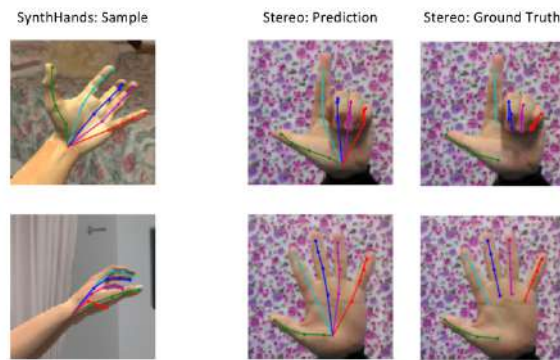 SynthHands: Sample
Stereo: Prediction
Stereo: Ground Truth